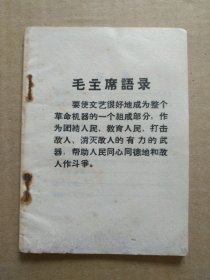 毛主席語录
要使文艺很好地成为整个
革命机器的一个組成部分，作
为团結人民、教育人民、打击
敌人、消灭敌人的有力的武
器，帮助人民同心同德地和敌
人作斗爭。